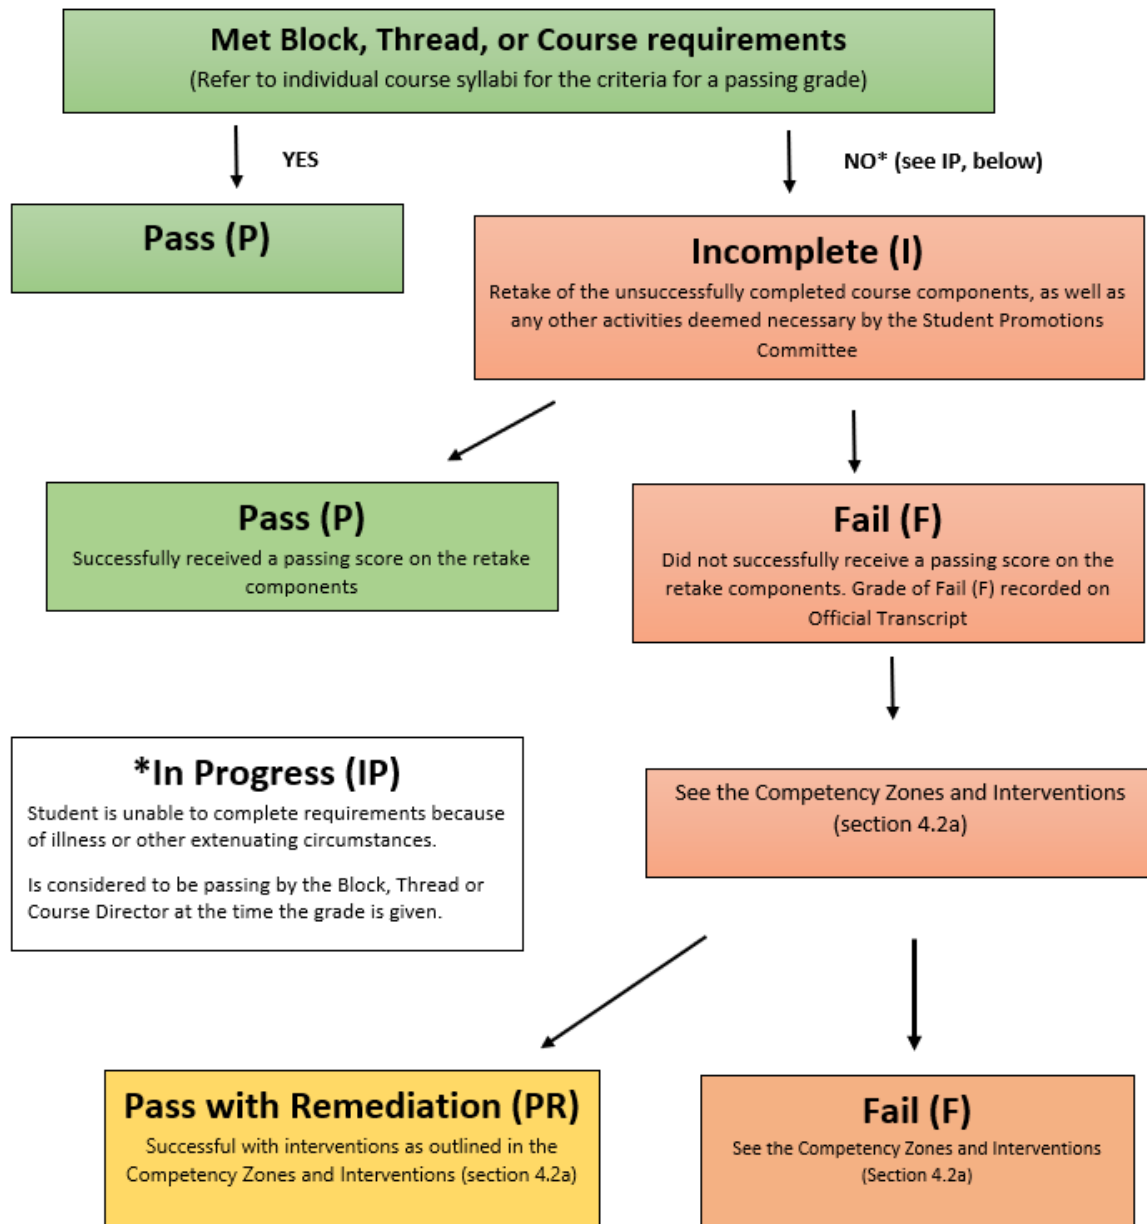 Met Block, Thread, or Course requirements
(Refer to individual course syllabi for the criteria for a passing grade)
YES
NO* (see IP, below)
Pass (P)
Incomplete (I)
Retake of the unsuccessfully completed course components, as well as
any other activities deemed necessary by the Student Promotions
Committee
Pass (P)
Successfully received a passing score on the retake
components
Fail (F)
Did not successfully receive a passing score on the
retake components. Grade of Fail (F) recorded on
Official Transcript
*In Progress (IP)
Student is unable to complete requirements because
of illness or other extenuating circumstances.
Is considered to be passing by the Block, Thread or
Course Director at the time the grade is given.
See the Competency Zones and Interventions
(section 4.2a)
Pass with Remediation (PR)
Successful with interventions as outlined in the
Competency Zones and Interventions (section 4.2a)
Fail (F)
See the Competency Zones and Interventions
(Section 4.2a)